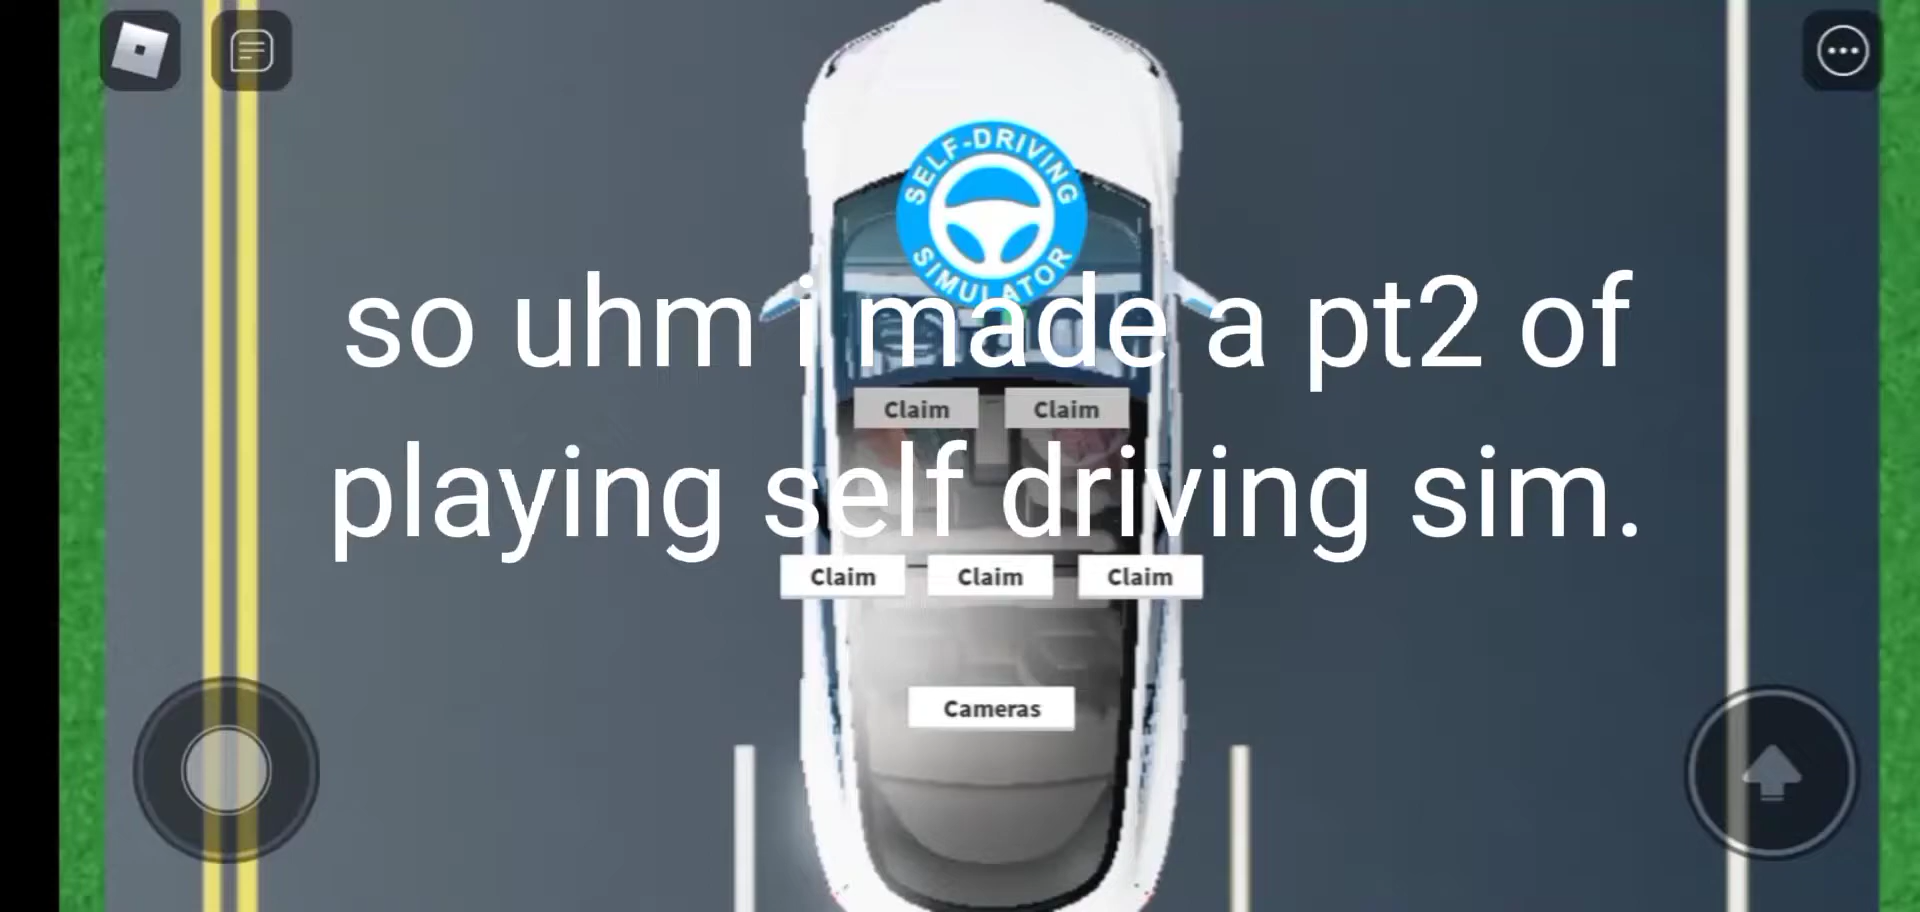 SELF-DRIVING
SIMULATOR
so uhm i made a pt2 of
Claim Claim
playing self driving sim.
Claim Claim Claim
Cameras